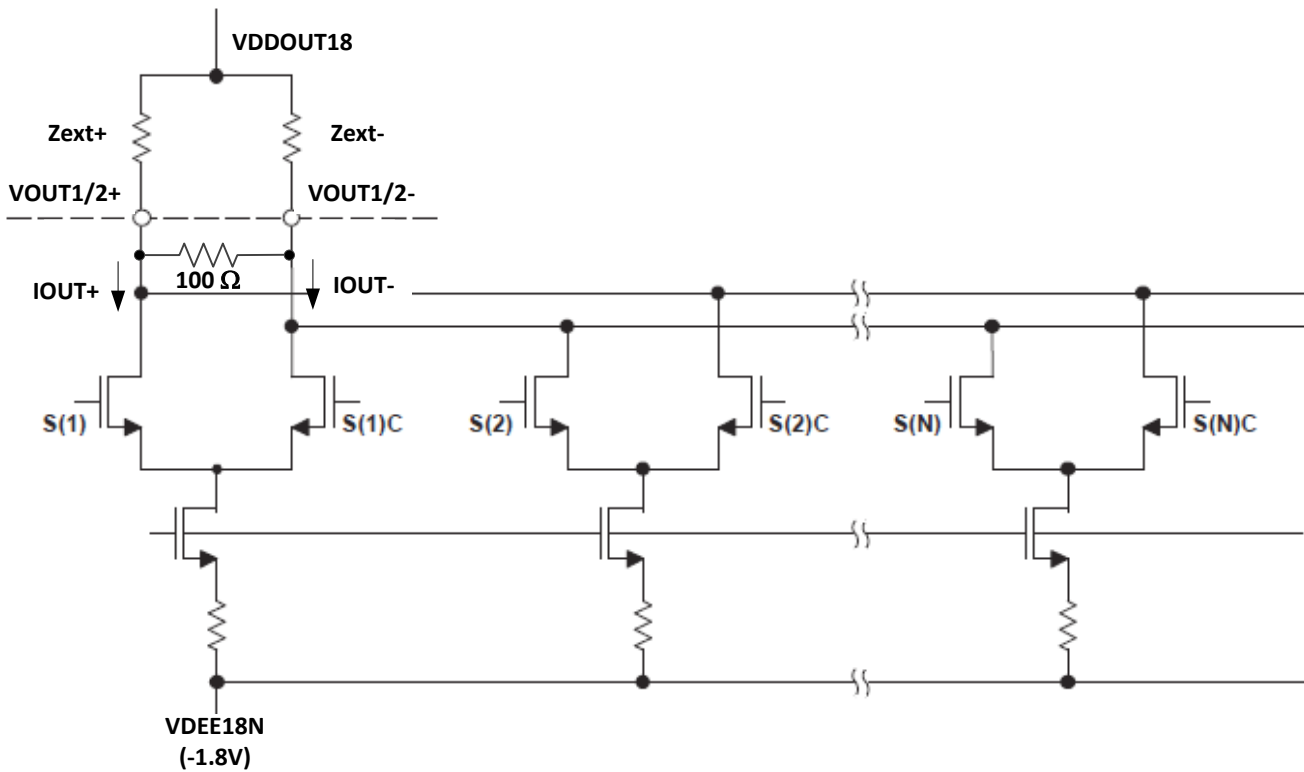 VDDOUT18
Zext+
Zext-
VOUT1/2+
VOUT1/2-
100 Ω
IOUT+
IOUT-
S(1)
S(1)C
S(2)
S(2)C
S(N)
S(N)C
VDEE18N
(-1.8V)